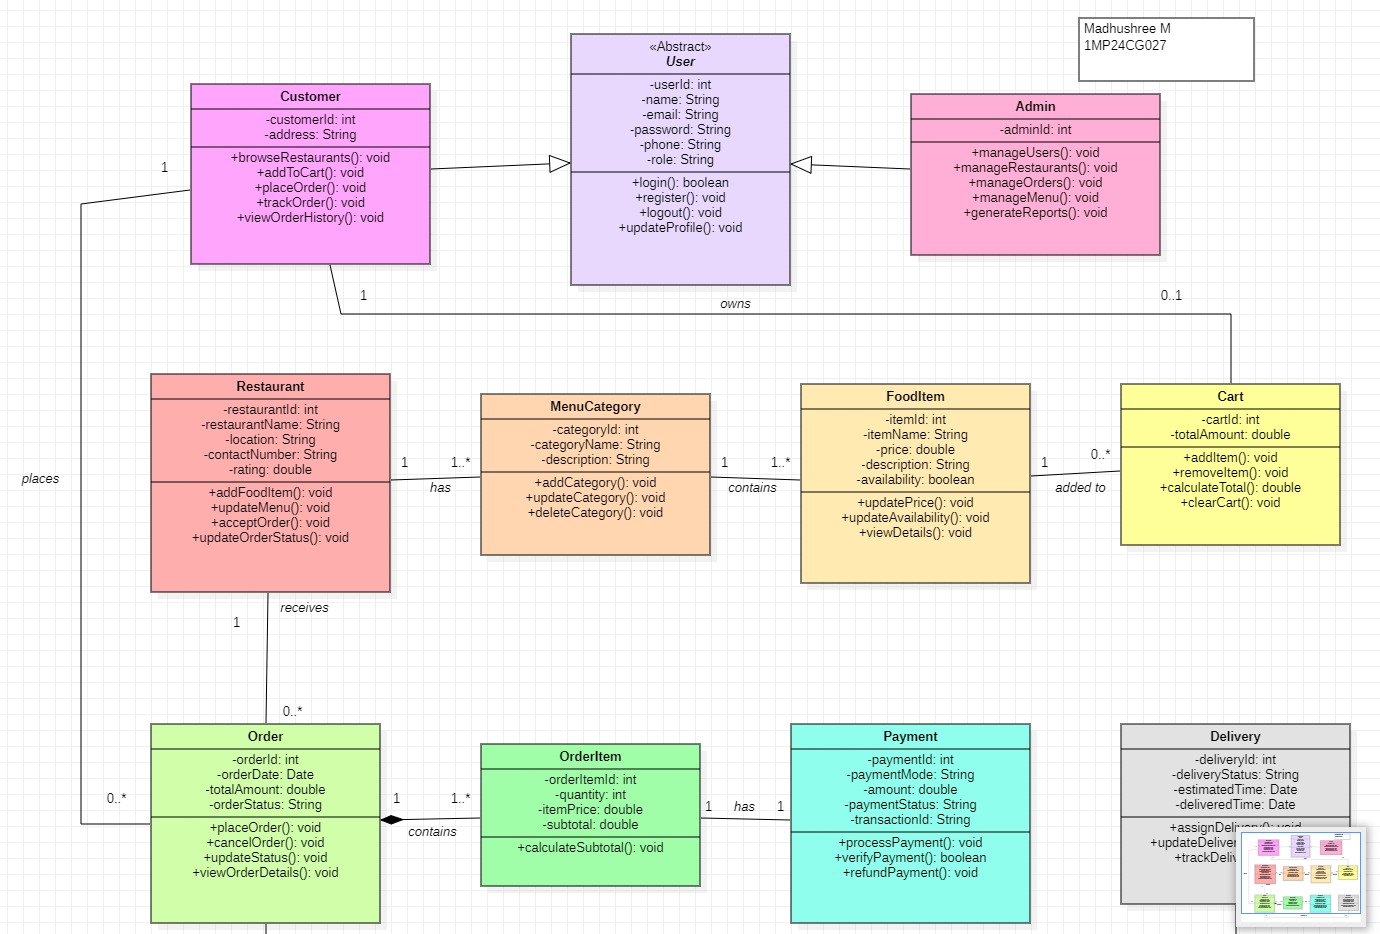 Madhushree M
1MP24CG027
«Abstract»
User
-userId: int
-name: String
-email: String
-password: String
-phone: String
-role: String
+login(): boolean
+register(): void
+logout(): void
+updateProfile(): void
Customer
-customerId: int
-address: String
+browseRestaurants(): void
+addToCart(): void
+placeOrder(): void
+trackOrder(): void
+viewOrderHistory(): void
Admin
-adminId: int
+manageUsers(): void
+manageRestaurants(): void
+manageOrders(): void
+manageMenu(): void
+generateReports(): void
1
1
owns
0..1
places
Restaurant
-restaurantId: int
-restaurantName: String
-location: String
-contactNumber: String
-rating: double
+addFoodItem(): void
+updateMenu(): void
+acceptOrder(): void
+updateOrderStatus(): void
1
1..*
has
MenuCategory
-categoryId: int
-categoryName: String
-description: String
+addCategory(): void
+updateCategory(): void
+deleteCategory(): void
1
1..*
contains
FoodItem
-itemId: int
-itemName: String
-price: double
-description: String
-availability: boolean
+updatePrice(): void
+updateAvailability(): void
+viewDetails(): void
1
0..*
added to
Cart
-cartId: int
-totalAmount: double
+addItem(): void
+removeItem(): void
+calculateTotal(): double
+clearCart(): void
receives
1
0..*
0..*
Order
-orderId: int
-orderDate: Date
-totalAmount: double
-orderStatus: String
+placeOrder(): void
+cancelOrder(): void
+updateStatus(): void
+viewOrderDetails(): void
1
1..*
contains
OrderItem
-orderItemId: int
-quantity: int
-itemPrice: double
-subtotal: double
+calculateSubtotal(): void
1
has
1
Payment
-paymentId: int
-paymentMode: String
-amount: double
-paymentStatus: String
-transactionId: String
+processPayment(): void
+verifyPayment(): boolean
+refundPayment(): void
Delivery
-deliveryId: int
-deliveryStatus: String
-estimatedTime: Date
-deliveredTime: Date
+assignDelivery(): void